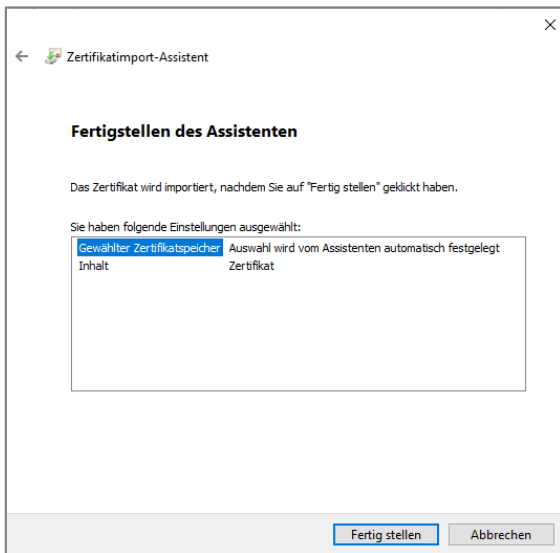 Zertifikatimport-Assistent
Fertigstellen des Assistenten
Das Zertifikat wird importiert, nachdem Sie auf "Fertig stellen" geklickt haben.
Sie haben folgende Einstellungen ausgewählt:
Gewählter Zertifikatspeicher Auswahl wird vom Assistenten automatisch festgelegt
Inhalt Zertifikat
Fertig stellen Abbrechen